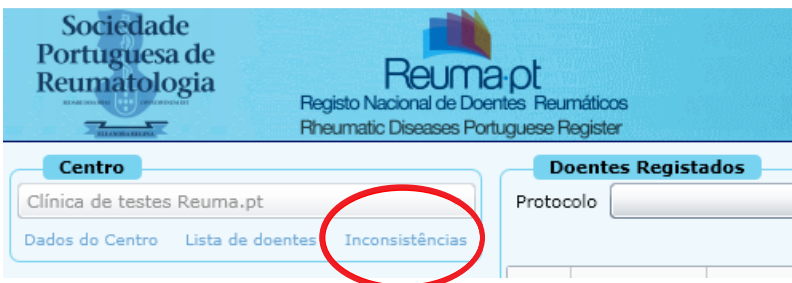 Sociedade
Portuguesa de
Reumatologia
Reuma.pt
Registo Nacional de Doentes Reumáticos
Rheumatic Diseases Portuguese Register
Centro
Clínica de testes Reuma.pt
Dados do Centro Lista de doentes Inconsistências
Doentes Registados
Protocolo